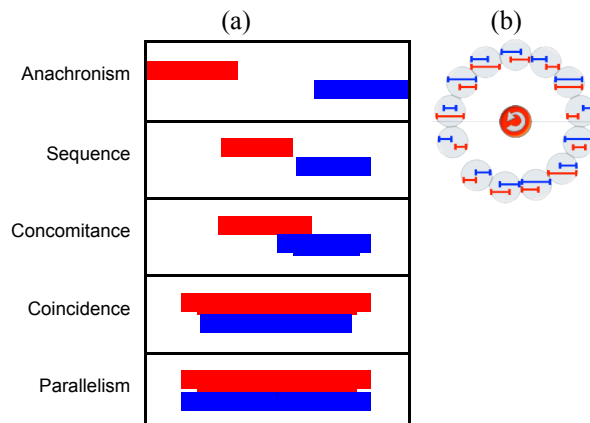 (a)
(b)
Anachronism
Sequence
Concomitance
Coincidence
Parallelism